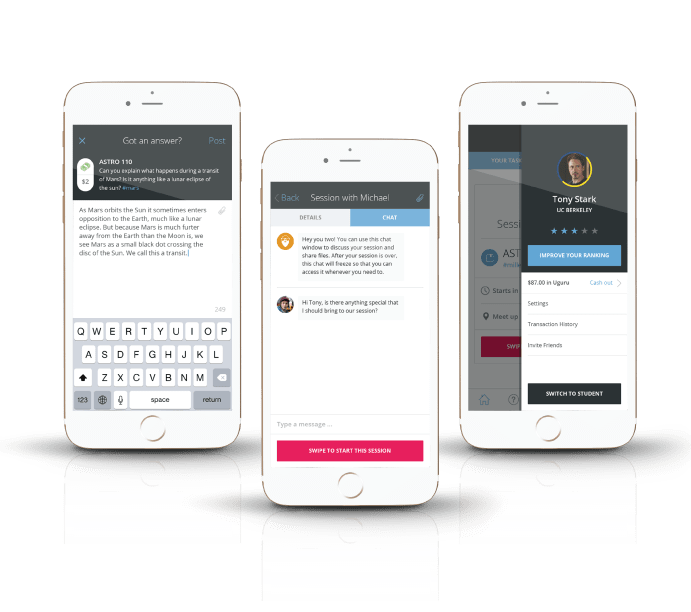 Got an answer?
Post
ASTRO 110
Can you explain what happens during a transit
of Mars? Is it anything like a lunar eclipse of
the sun? #mars
$2
As Mars orbits the Sun it sometimes enters
opposition to the Earth, much like a lunar
eclipse. But because Mars is much furter
away from the Earth than the Moon is, we
see Mars as a small black dot crossing the
disc of the Sun. We call this a transit.
249
Q W E R T Y U I O P
A S D F G H J K L
Z X C V B N M
123 space return
Back
Session with Michael
DETAILS
CHAT
Hey you two! You can use this chat
window to discuss your session and
share files. After your session is over,
this chat will freeze so that you can
access it whenever you need to.
Hi Tony, is there anything special that
I should bring to our session?
Type a message ...
SWIPE TO START THIS SESSION
YOUR TASK
Sessi
AST
Starts in
Meet up
SWIP
Tony Stark
UC BERKELEY
IMPROVE YOUR RANKING
$87.00 in Uguru
Cash out
Settings
Transaction History
Invite Friends
SWITCH TO STUDENT